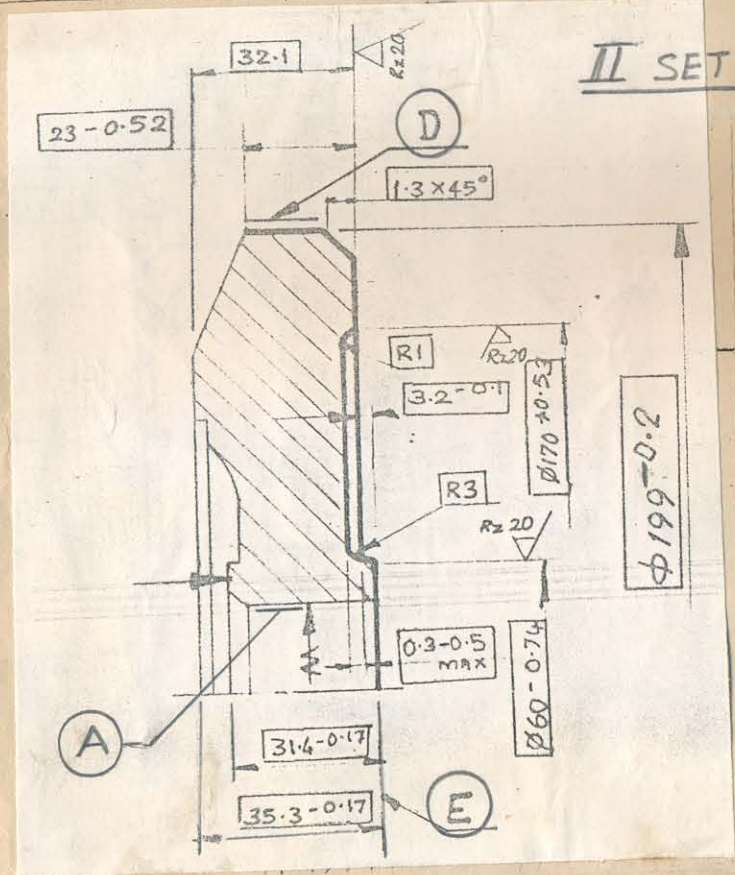 II SET
32.1
Rz20
23-0.52
D
1.3×45°
R1
Rz20
3.2-0.1
Ø170+0.53
Ø199-0.2
R3
Rz20
0.3-0.5
MAX
Ø60-0.74
A
31.4-0.17
35.3-0.17
E